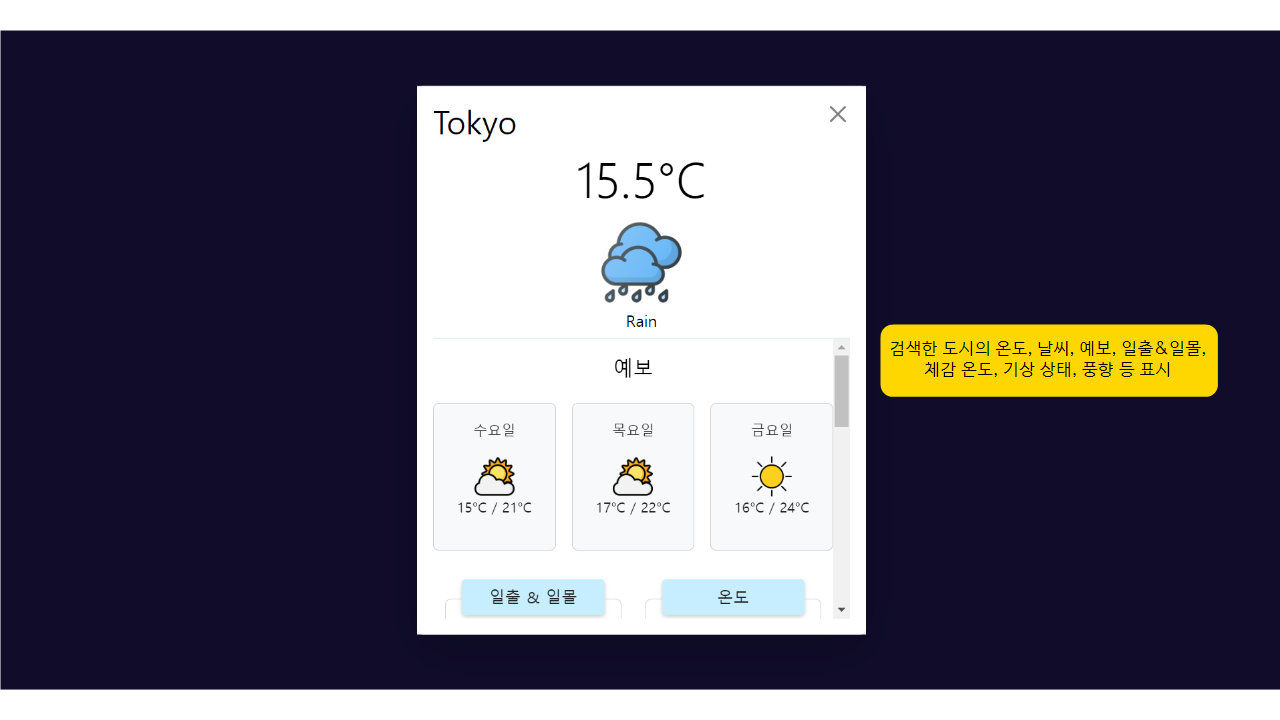 Tokyo
15.5°C
Rain
예보
수요일
15°C / 21°C
목요일
17°C / 22°C
금요일
16°C / 24°C
일출 & 일몰
온도
검색한 도시의 온도, 날씨, 예보, 일출&일몰,
체감 온도, 기상 상태, 풍향 등 표시